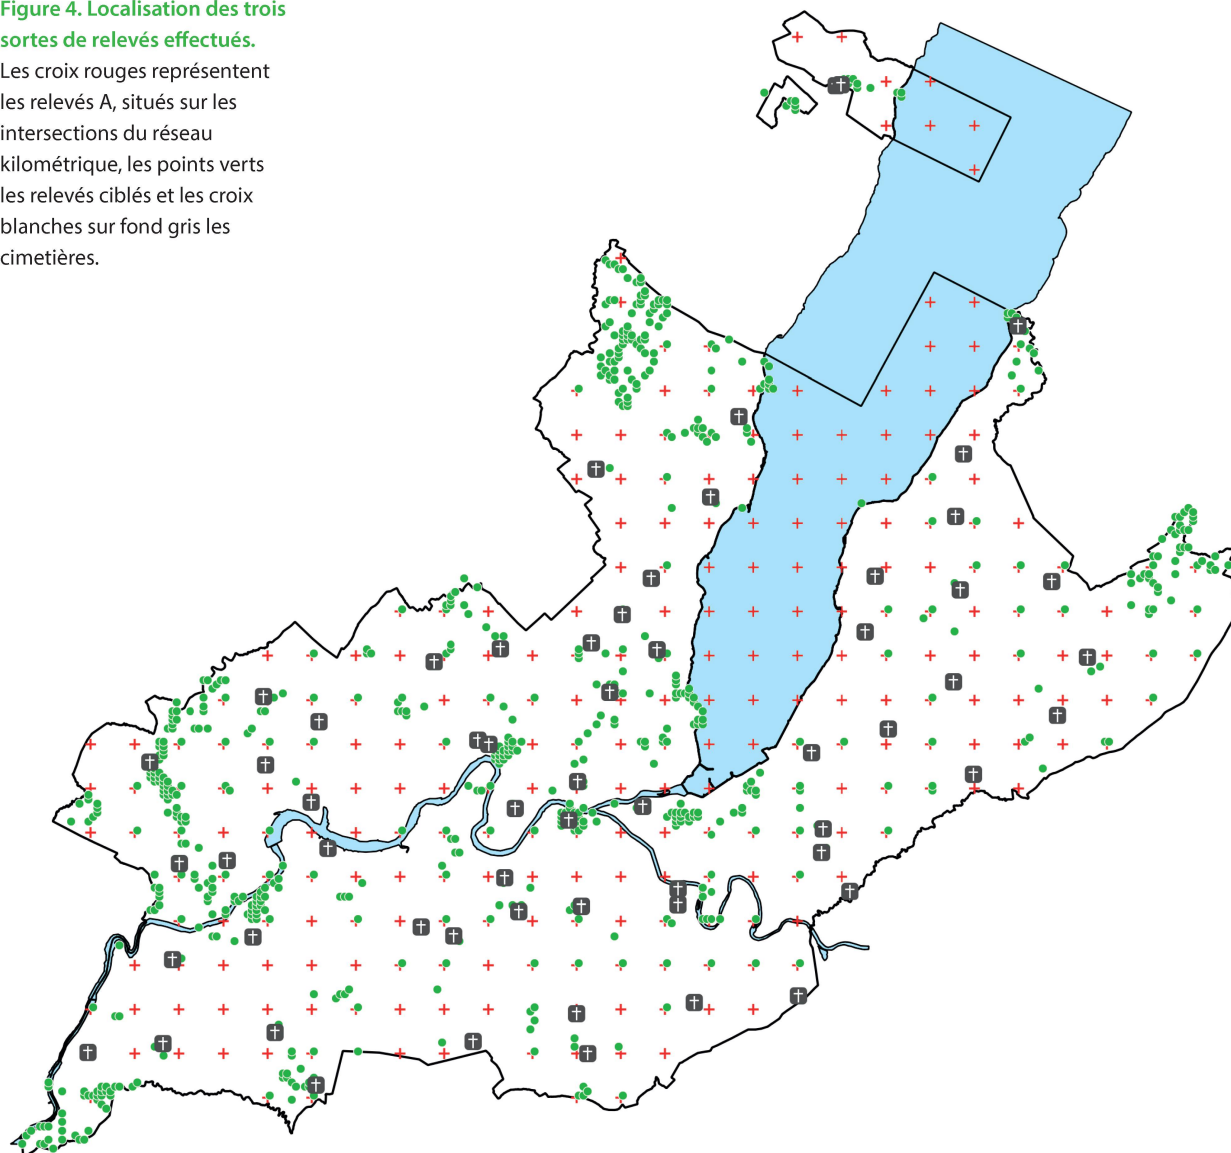 Figure 4. Localisation des trois
sortes de relevés effectués.
Les croix rouges représentent
les relevés A, situés sur les
intersections du réseau
kilométrique, les points verts
les relevés ciblés et les croix
blanches sur fond gris les
cimetières.